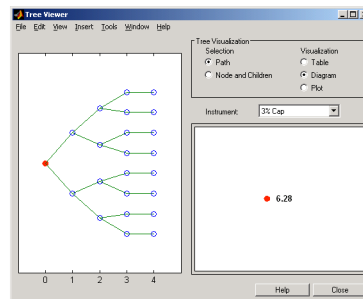 Tree Viewer
File Edit View Insert Tools Window Help
Tree Visualization
Selection
Visualization
Path
Table
Node and Children
Diagram
Plot
Instrument:
3% Cap
6.28
0 1 2 3 4
Help
Close